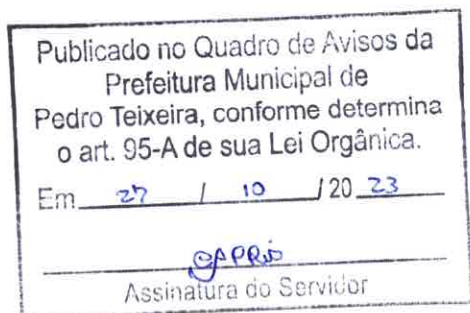 Publicado no Quadro de Avisos da
Prefeitura Municipal de
Pedro Teixeira, conforme determina
o art. 95-A de sua Lei Orgânica.
Em 27 / 10 / 20 23
Assinatura do Servidor